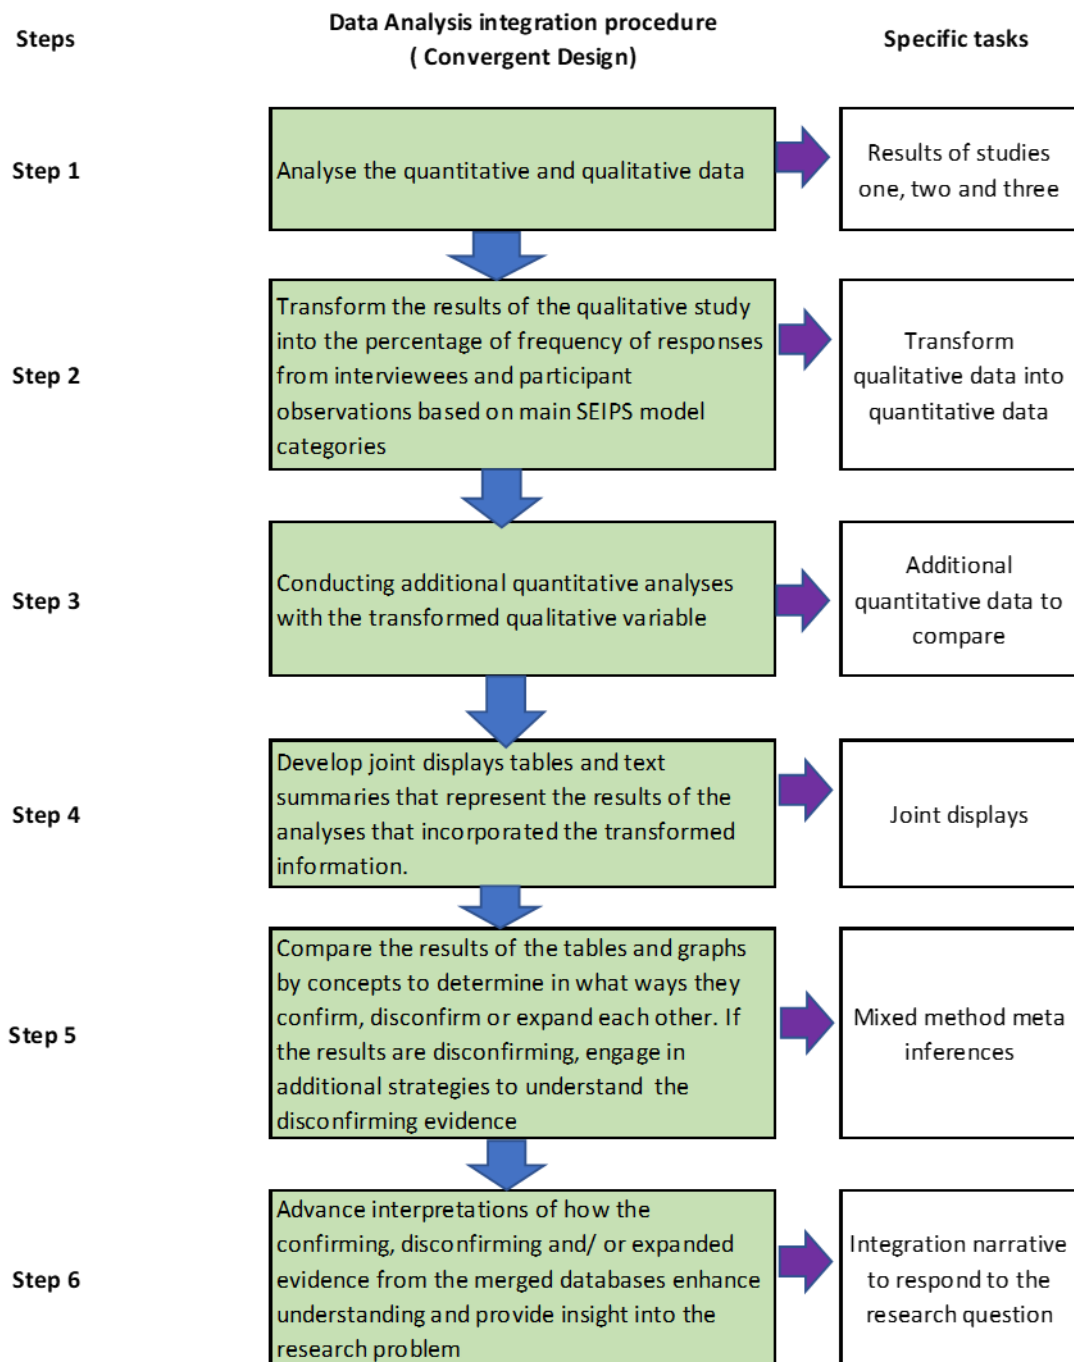 Steps
Data Analysis integration procedure
( Convergent Design)
Specific tasks
Step 1
Analyse the quantitative and qualitative data
Results of studies
one, two and three
Step 2
Transform the results of the qualitative study
into the percentage of frequency of responses
from interviewees and participant
observations based on main SEIPS model
categories
Transform
qualitative data into
quantitative data
Step 3
Conducting additional quantitative analyses
with the transformed qualitative variable
Additional
quantitative data to
compare
Step 4
Develop joint displays tables and text
summaries that represent the results of the
analyses that incorporated the transformed
information.
Joint displays
Step 5
Compare the results of the tables and graphs
by concepts to determine in what ways they
confirm, disconfirm or expand each other. If
the results are disconfirming, engage in
additional strategies to understand  the
disconfirming evidence
Mixed method meta
inferences
Step 6
Advance interpretations of how the
confirming, disconfirming and/ or expanded
evidence from the merged databases enhance
understanding and provide insight into the
research problem
Integration narrative
to respond to the
research question